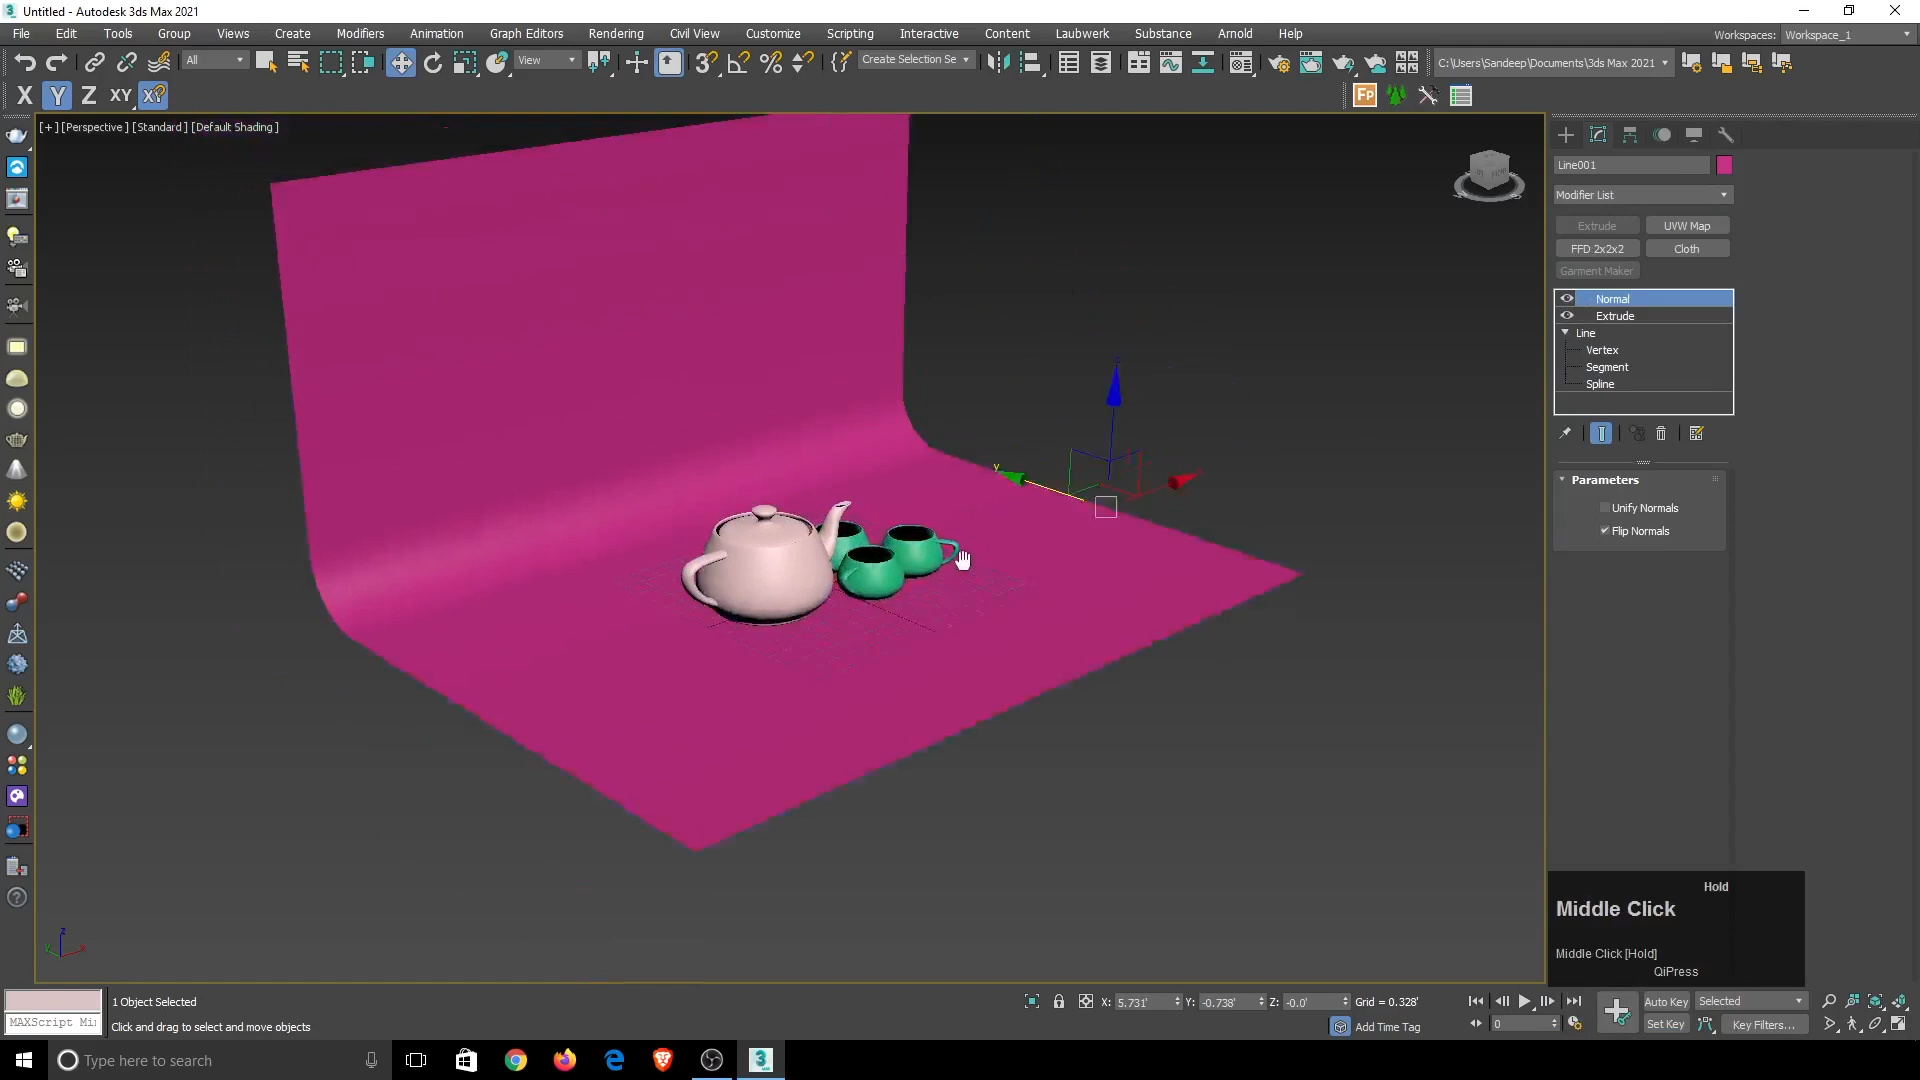 Untitled - Autodesk 3ds Max 2021
File Edit Tools Group Views Create Modifiers Animation Graph Editors Rendering Civil View Customize Scripting Interactive Content Laubwerk Substance Arnold Help
Workspaces: Workspace_1
All View Create Selection Se C:\Users\Sandeep\Documents\3ds Max 2021
X Y Z XY XY
Fp
[+] [Perspective ] [Standard ] [Default Shading ]
Line001
Modifier List
Extrude UVW Map
FFD 2x2x2 Cloth
Garment Maker
Normal
Extrude
Line
Vertex
Segment
Spline
Parameters
Unify Normals
Flip Normals
y
z
y x
Hold
Middle Click
Middle Click [Hold]
QiPress
1 Object Selected
X: 5.731' Y: -0.738' Z: -0.0' Grid = 0.328'
Auto Key Selected
MAXScript Mi
Click and drag to select and move objects
Add Time Tag
0
Set Key Key Filters...
Type here to search